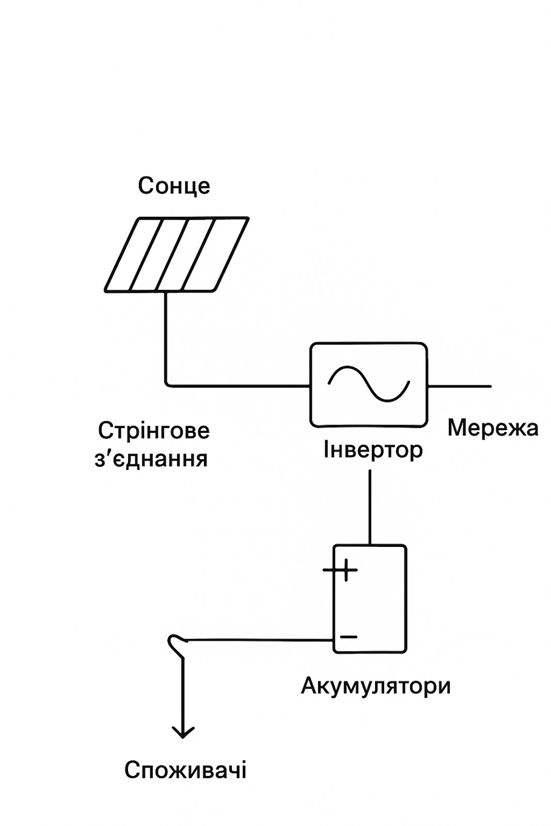 Сонце
Стрінгове
з’єднання
Мережа
Інвертор
+
−
Акумулятори
Споживачі